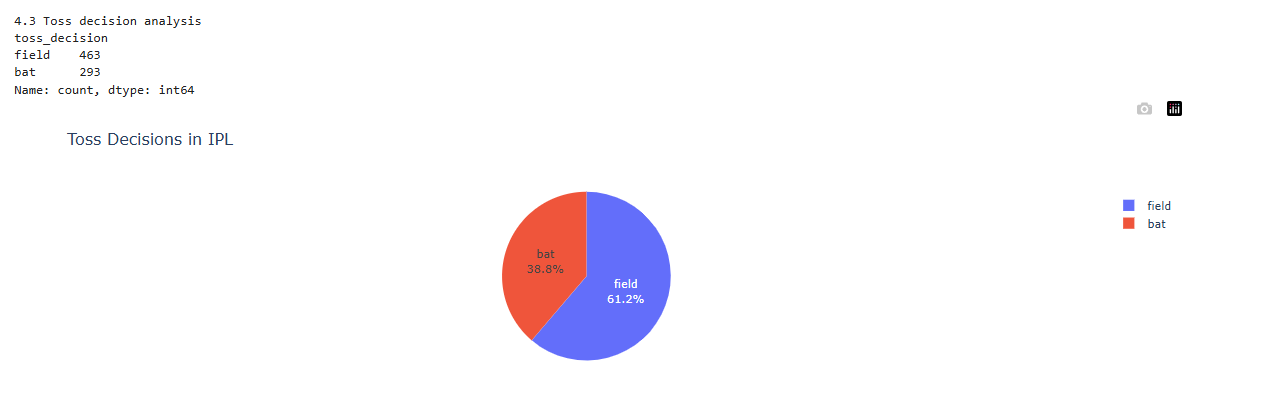 4.3 Toss decision analysis
toss_decision
field    463
bat      293
Name: count, dtype: int64
Toss Decisions in IPL
field
bat
bat
38.8%
field
61.2%